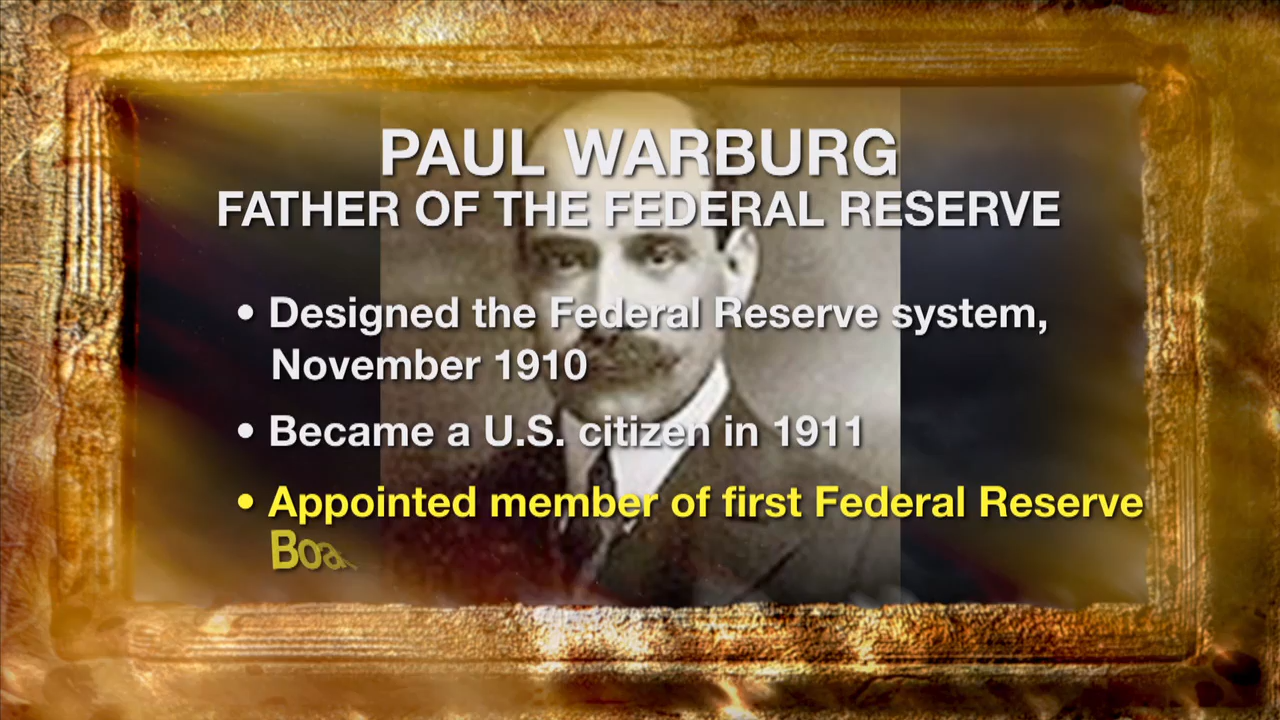 PAUL WARBURG
FATHER OF THE FEDERAL RESERVE
• Designed the Federal Reserve system,
November 1910
• Became a U.S. citizen in 1911
• Appointed member of first Federal Reserve